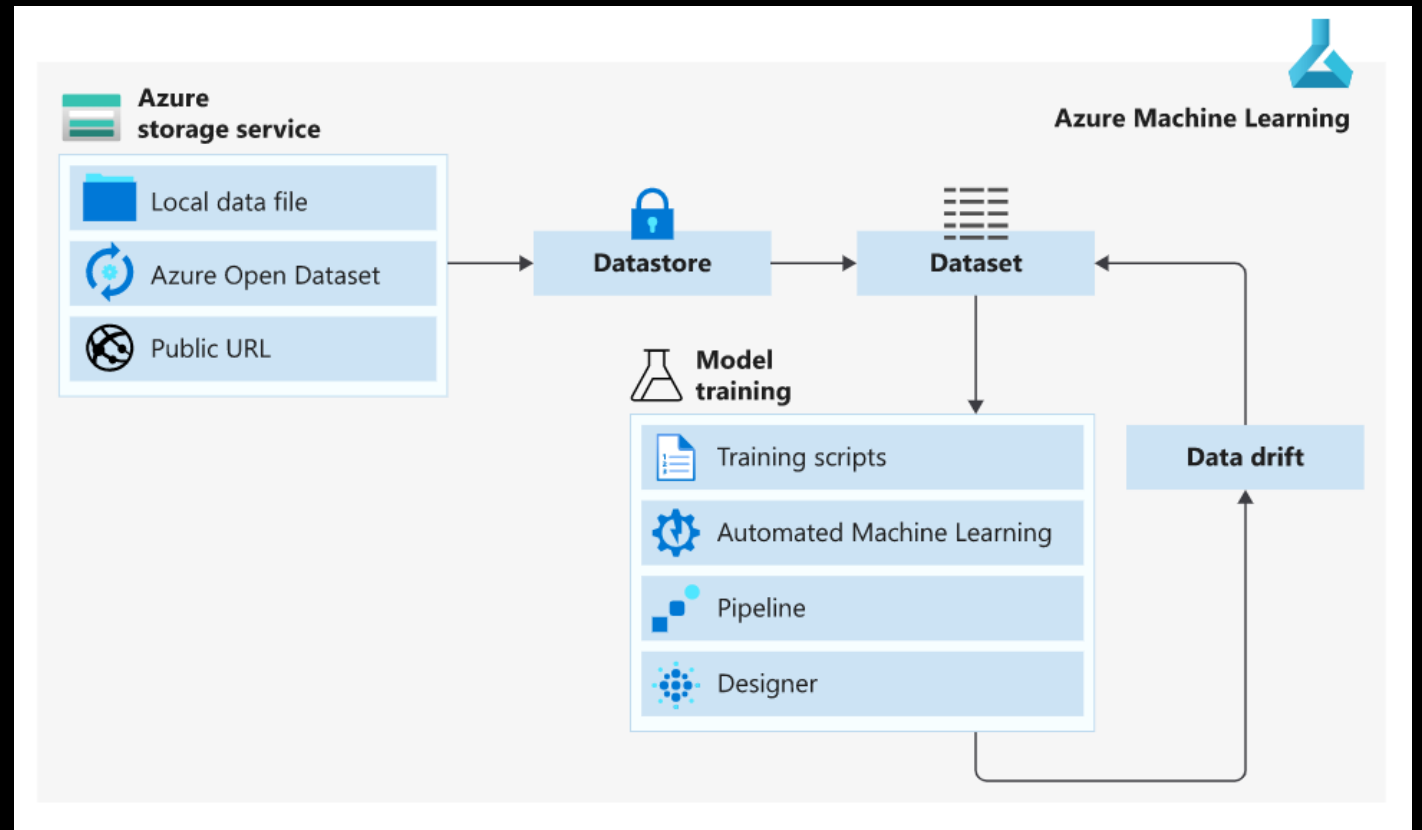 Azure
storage service
Azure Machine Learning
Local data file
Azure Open Dataset
Public URL
Datastore
Dataset
Model
training
Training scripts
Automated Machine Learning
Pipeline
Designer
Data drift